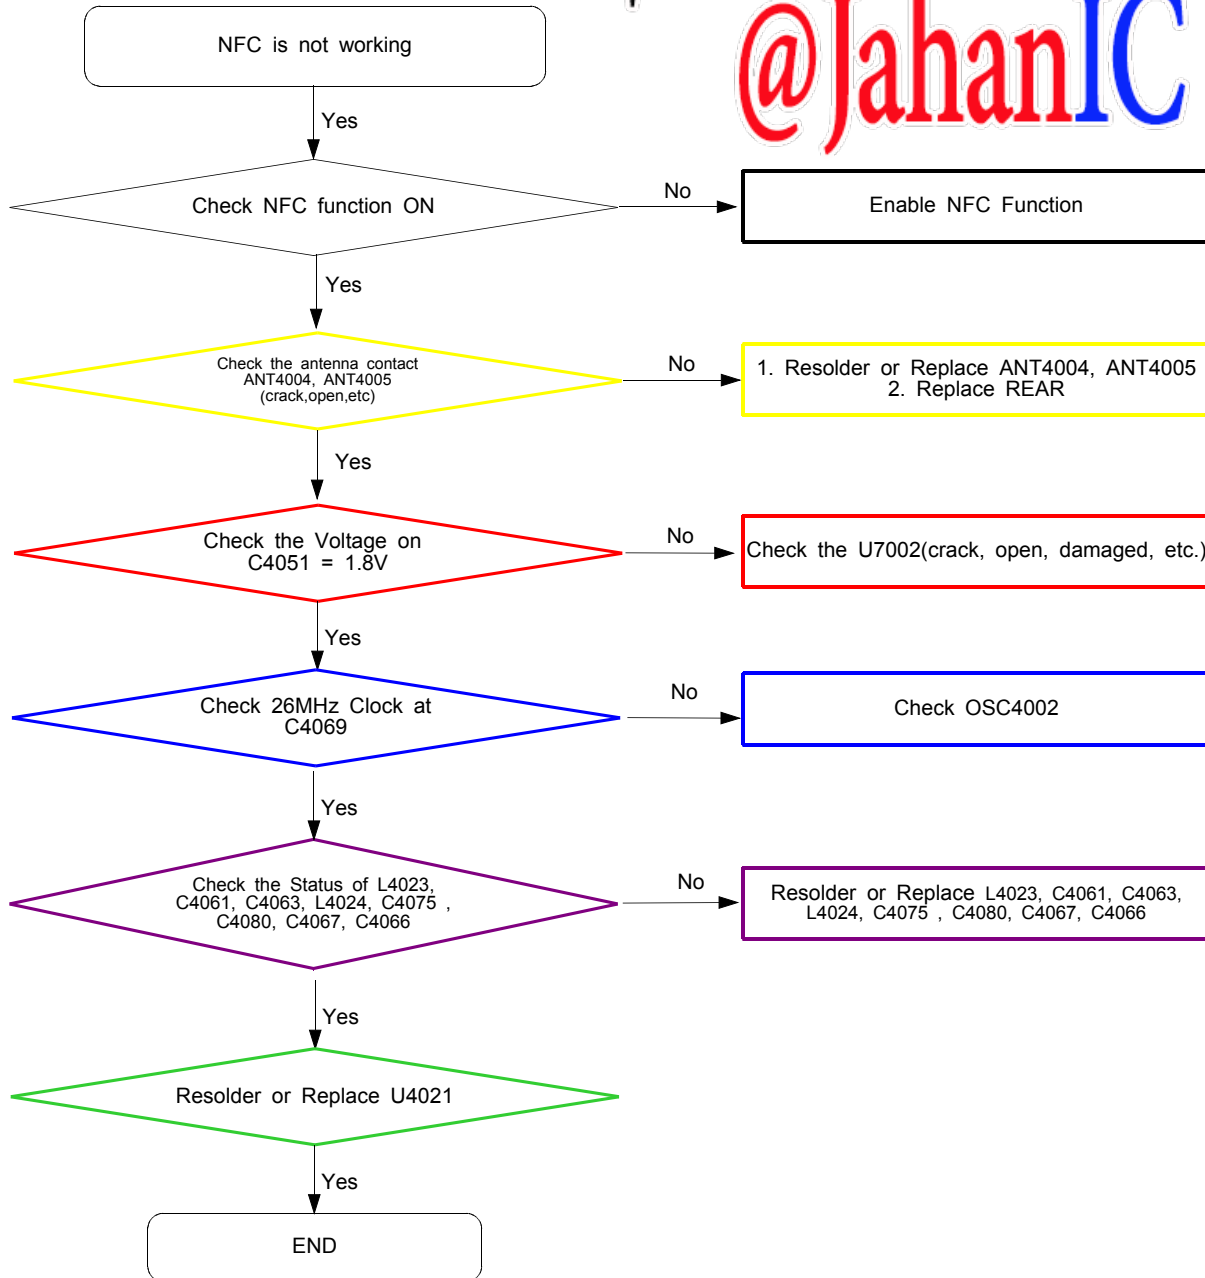 @JahanIC
NFC is not working
Yes
Check NFC function ON
No
Enable NFC Function
Yes
Check the antenna contact
ANT4004, ANT4005
(crack,open,etc)
No
1. Resolder or Replace ANT4004, ANT4005
2. Replace REAR
Yes
Check the Voltage on
C4051 = 1.8V
No
Check the U7002(crack, open, damaged, etc.)
Yes
Check 26MHz Clock at
C4069
No
Check OSC4002
Yes
Check the Status of L4023,
C4061, C4063, L4024, C4075 ,
C4080, C4067, C4066
No
Resolder or Replace L4023, C4061, C4063,
L4024, C4075 , C4080, C4067, C4066
Yes
Resolder or Replace U4021
Yes
END